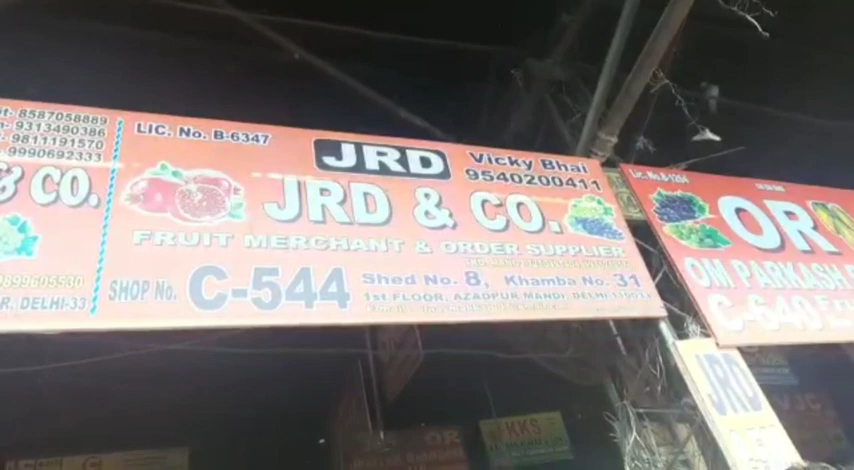 8587058889
9313490386
9811191570
9990692333
& CO.
9899605530
DELHI-33
LIC. No. B-6347
JRD
Vicky Bhai
9540200411
JRD & CO.
FRUIT MERCHANT & ORDER SUPPLIER
SHOP No. C-544
Shed No. 8, Khamba No. 31
1st FLOOR, AZADPUR MANDI, DELHI
OR
OM PARKASH
C-640
JRD
KKS